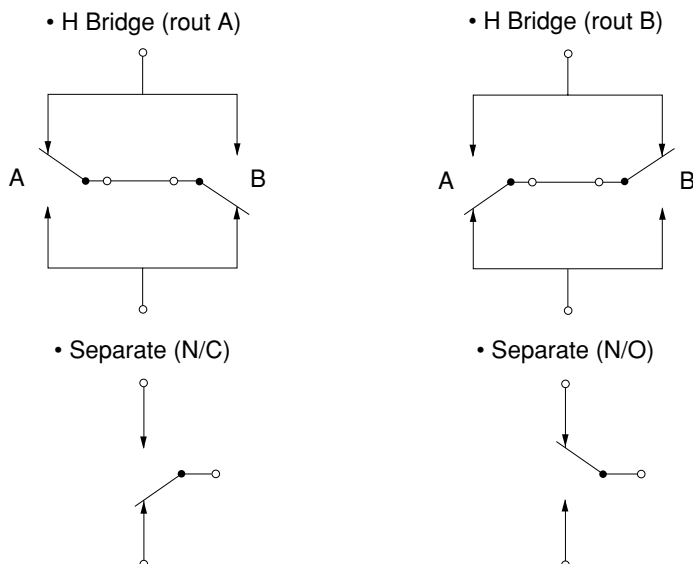 • H Bridge (rout A)
• H Bridge (rout B)
A
B
A
B
• Separate (N/C)
• Separate (N/O)